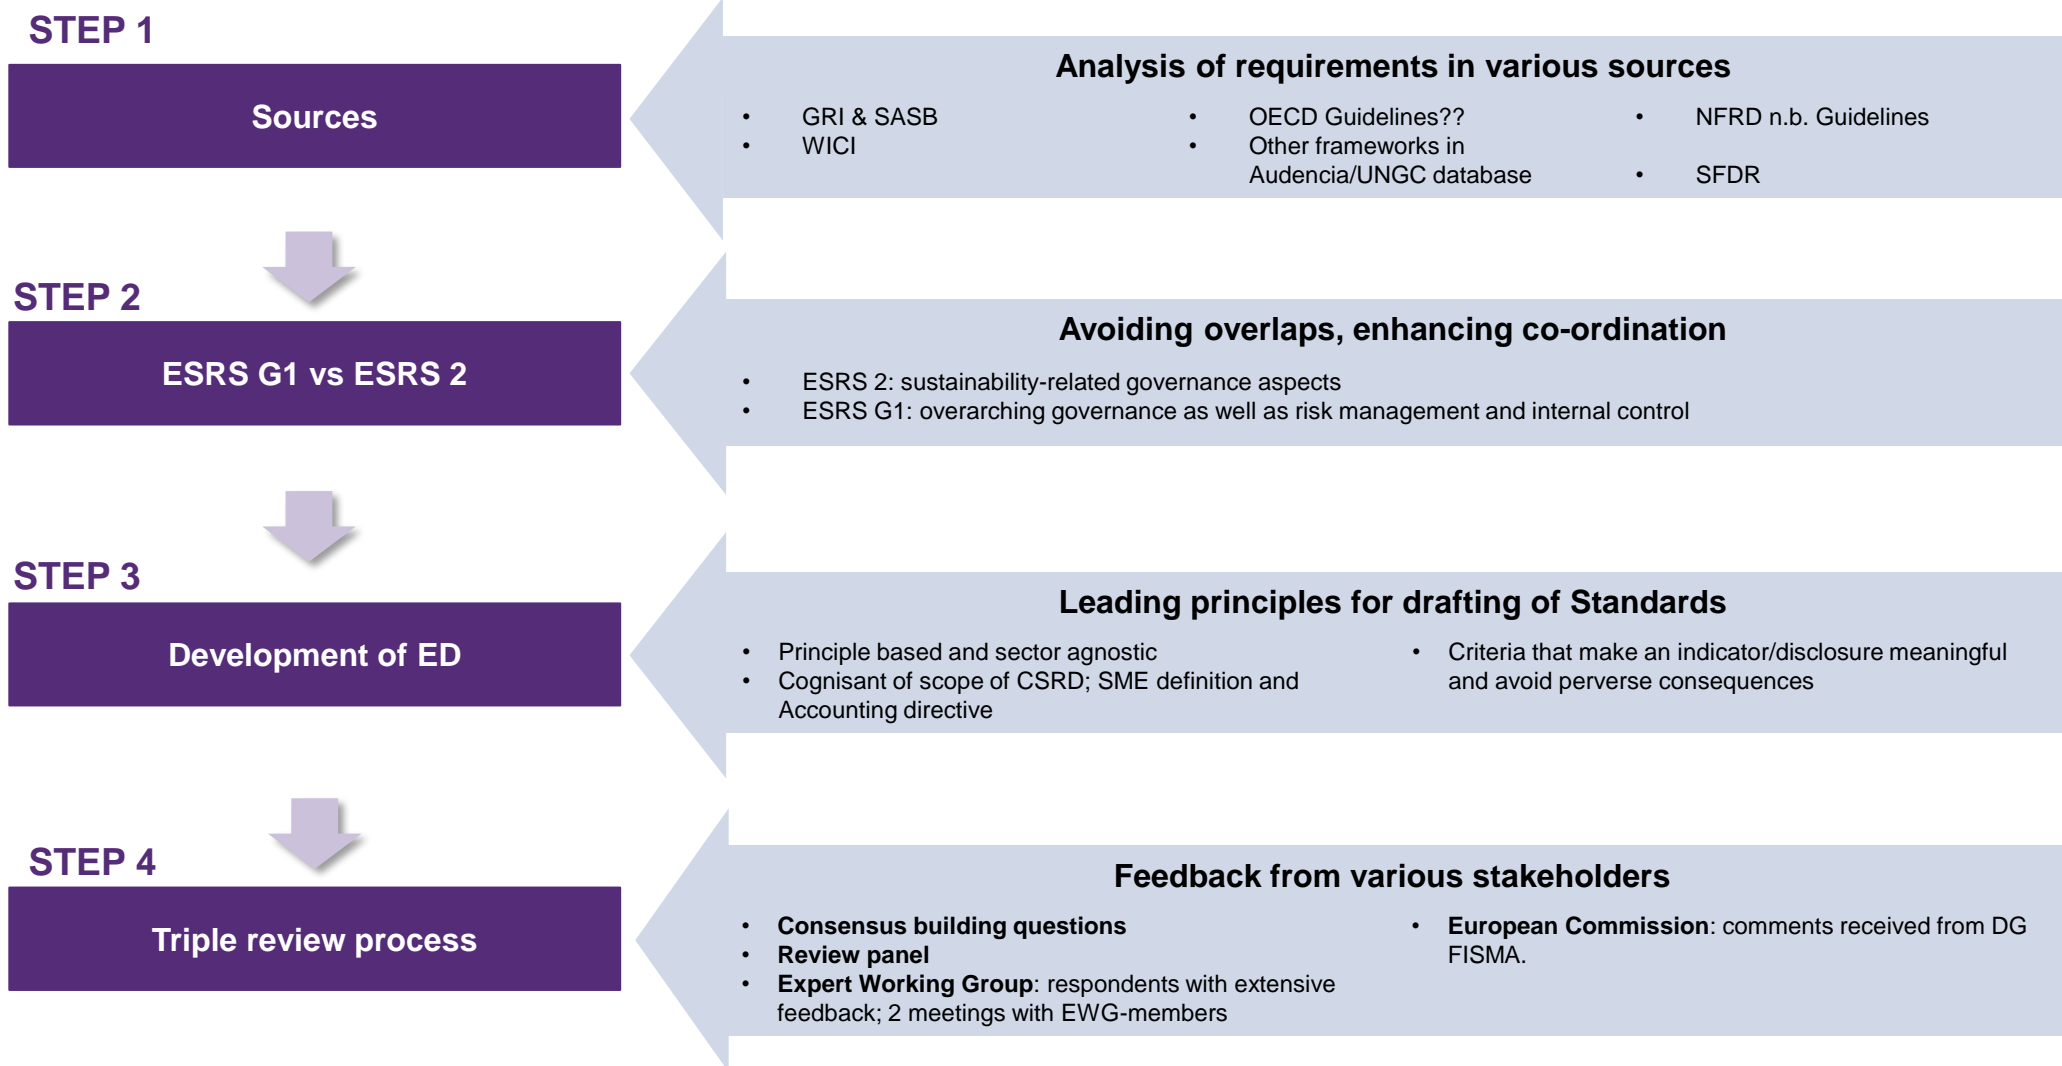 STEP 1
Sources
Analysis of requirements in various sources
• GRI & SASB
• WICI
• OECD Guidelines??
• Other frameworks in
Audencia/UNGC database
• NFRD n.b. Guidelines
• SFDR
STEP 2
ESRS G1 vs ESRS 2
Avoiding overlaps, enhancing co-ordination
• ESRS 2: sustainability-related governance aspects
• ESRS G1: overarching governance as well as risk management and internal control
STEP 3
Development of ED
Leading principles for drafting of Standards
• Principle based and sector agnostic
• Cognisant of scope of CSRD; SME definition and
Accounting directive
• Criteria that make an indicator/disclosure meaningful
and avoid perverse consequences
STEP 4
Triple review process
Feedback from various stakeholders
• Consensus building questions
• Review panel
• Expert Working Group: respondents with extensive
feedback; 2 meetings with EWG-members
• European Commission: comments received from DG
FISMA.